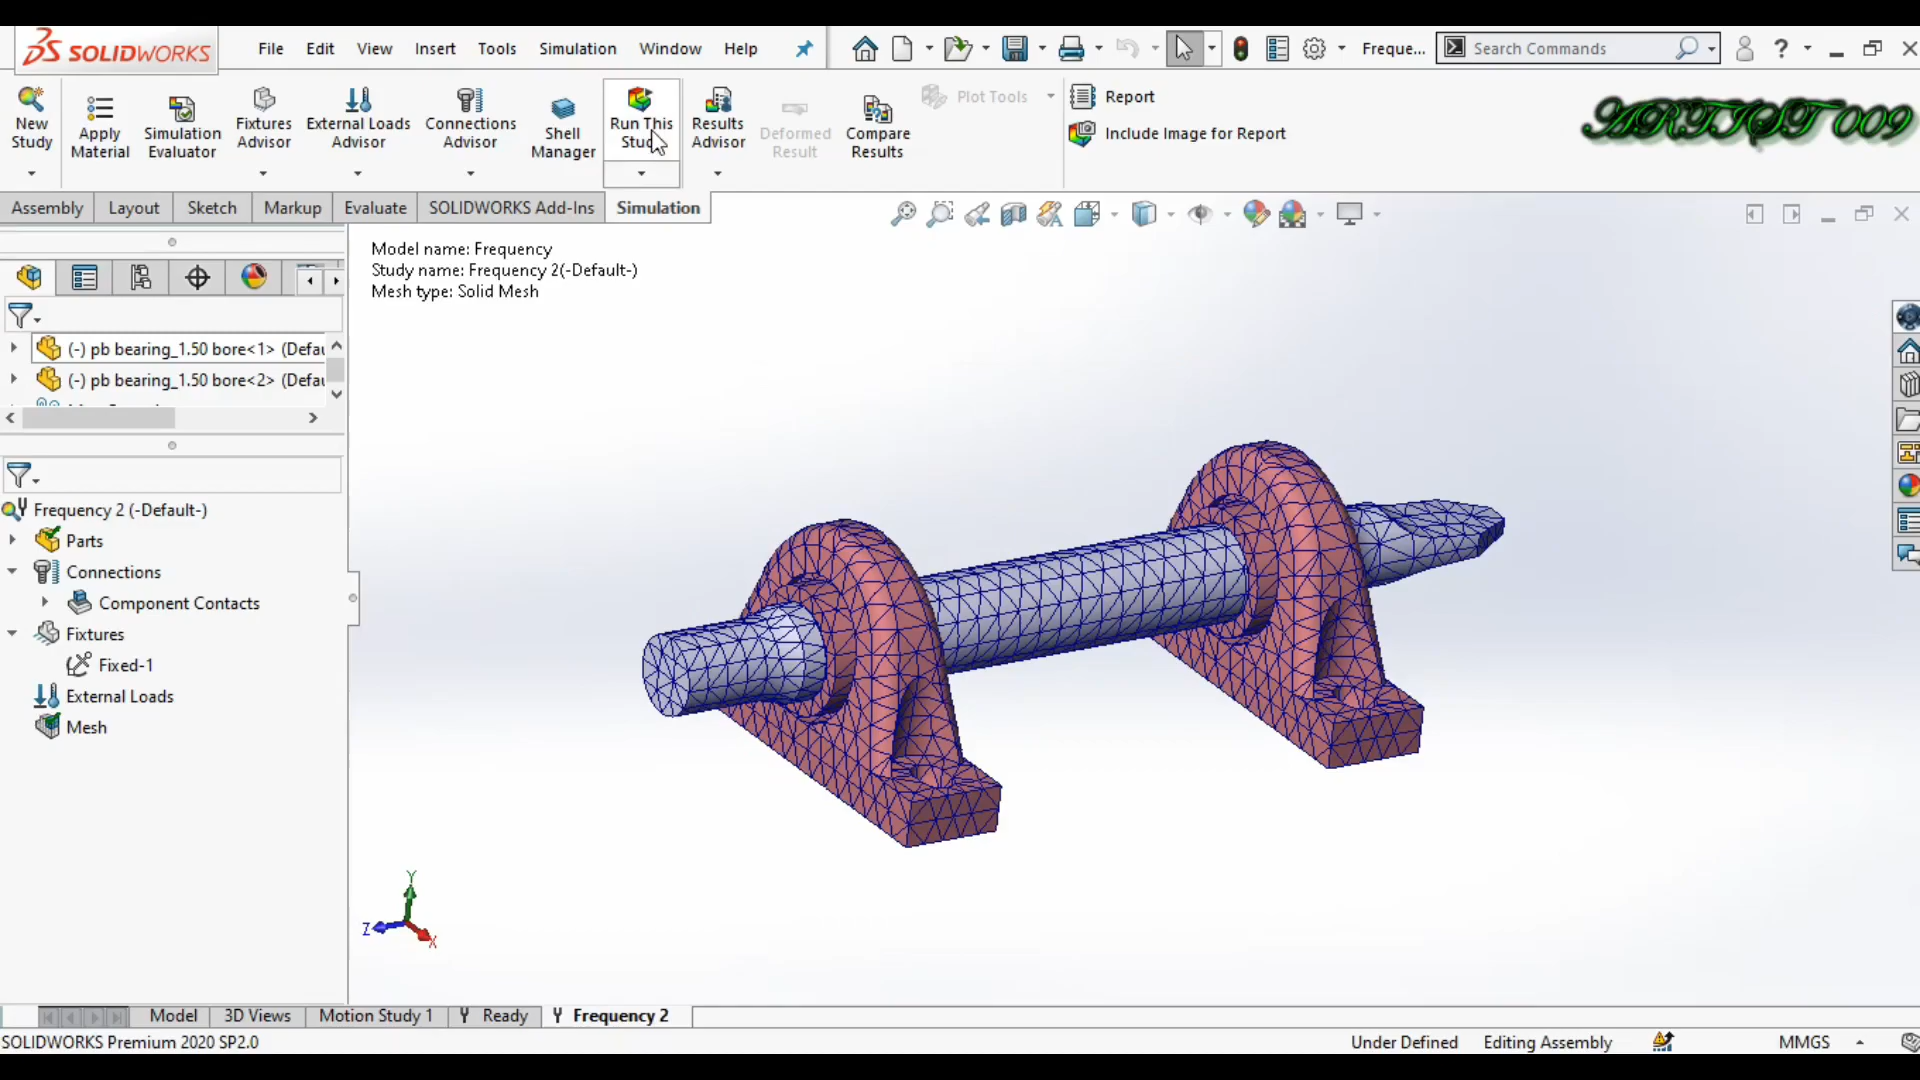 SOLIDWORKS File Edit View Insert Tools Simulation Window Help Freque... Search Commands ?
New Study
Apply Material
Simulation Evaluator
Fixtures Advisor
External Loads Advisor
Connections Advisor
Shell Manager
Run This Study
Results Advisor
Deformed Result
Compare Results
Plot Tools
Report
Include Image for Report
ARTIST 009
Assembly Layout Sketch Markup Evaluate SOLIDWORKS Add-Ins Simulation
Model name: Frequency
Study name: Frequency 2(-Default-)
Mesh type: Solid Mesh
(-) pb bearing_1.50 bore<1> (Defau
(-) pb bearing_1.50 bore<2> (Defau
Frequency 2 (-Default-)
Parts
Connections
Component Contacts
Fixtures
Fixed-1
External Loads
Mesh
Y
Z
X
Model 3D Views Motion Study 1 Ready Frequency 2
SOLIDWORKS Premium 2020 SP2.0 Under Defined Editing Assembly MMGS